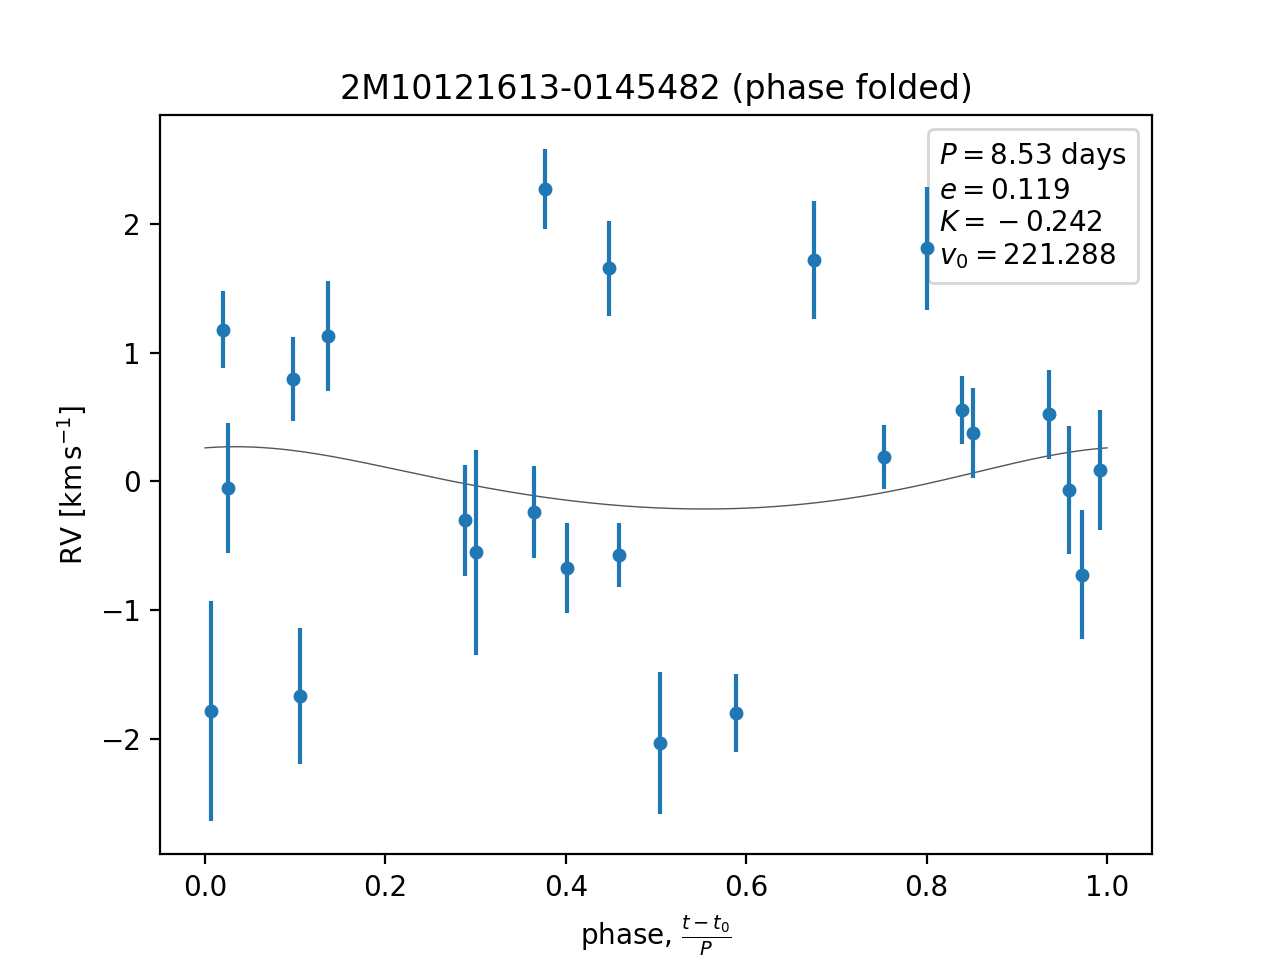 2M10121613-0145482 (phase folded)
P = 8.53 days
e = 0.119
K = −0.242
v₀ = 221.288
RV [km s⁻¹]
2
1
0
−1
−2
0.0 0.2 0.4 0.6 0.8 1.0
phase, (t − t₀)/P